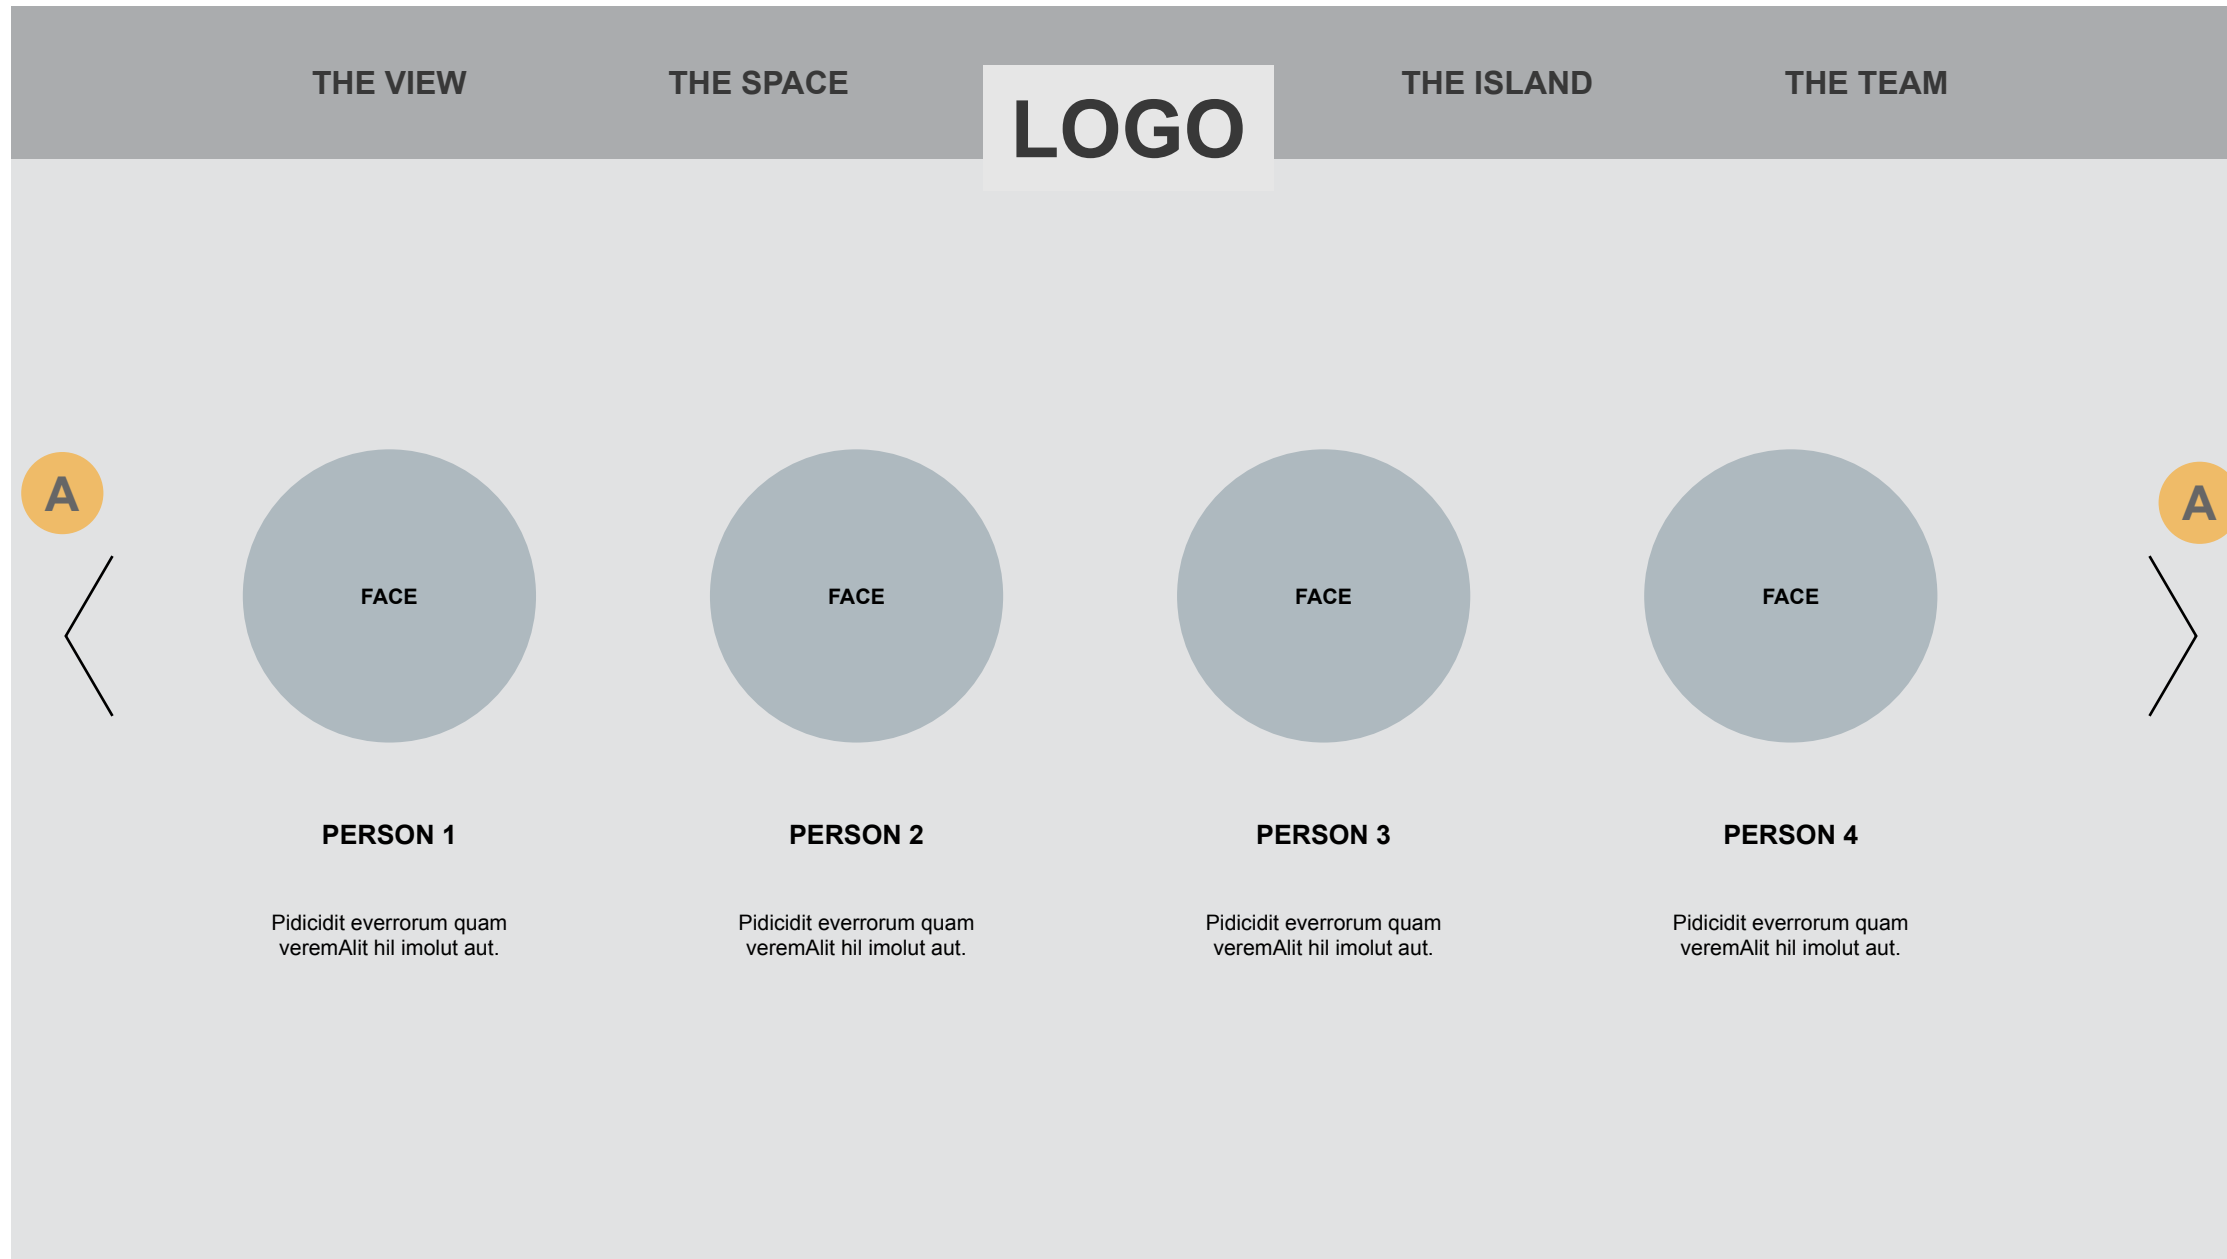 THE VIEW
THE SPACE
LOGO
THE ISLAND
THE TEAM
A
A
FACE
FACE
FACE
FACE
PERSON 1
PERSON 2
PERSON 3
PERSON 4
Pidicidit everrorum quam
veremAlit hil imolut aut.
Pidicidit everrorum quam
veremAlit hil imolut aut.
Pidicidit everrorum quam
veremAlit hil imolut aut.
Pidicidit everrorum quam
veremAlit hil imolut aut.